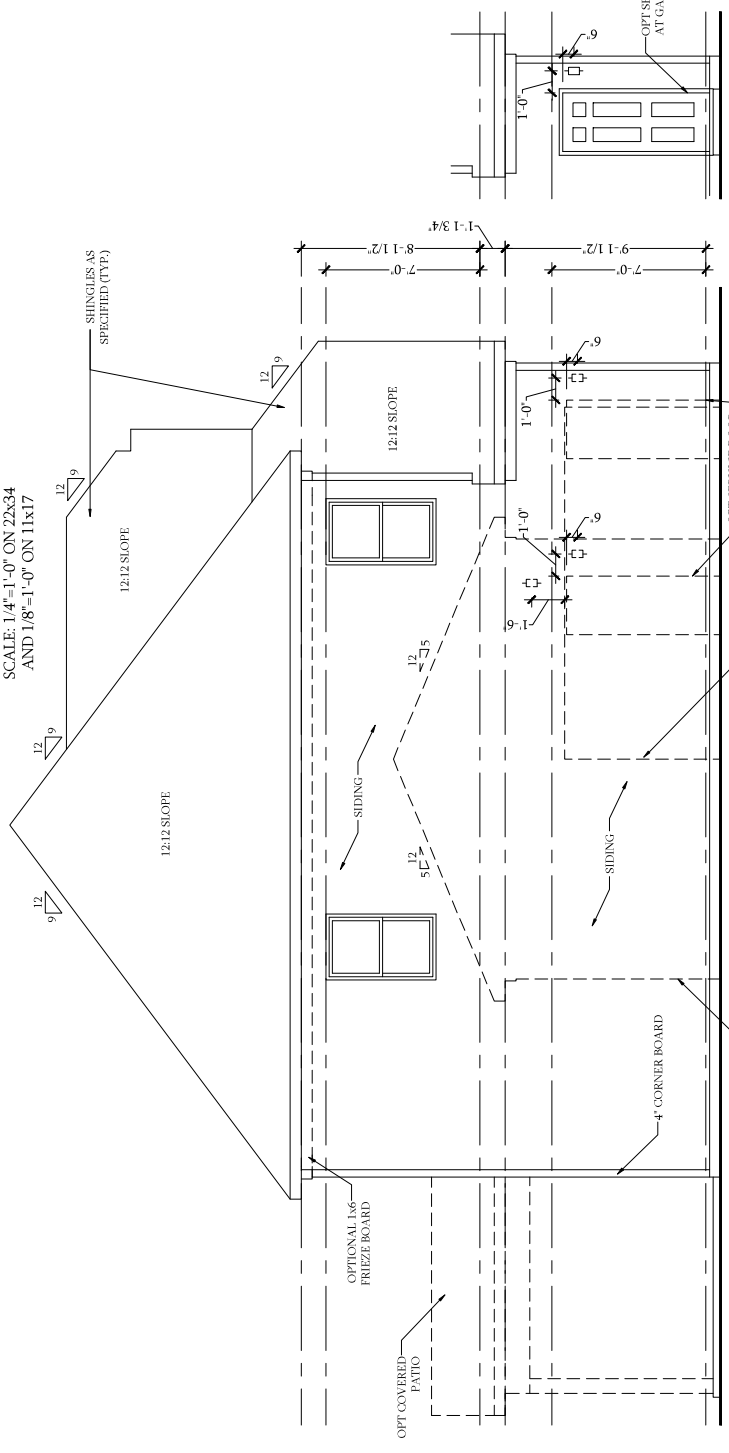 SCALE: 1/4"=1'-0" ON 22x34
AND 1/8"=1'-0" ON 11x17
SHINGLES AS
SPECIFIED (TYP.)
12
9
12
9
12
9
12
9
12:12 SLOPE
12:12 SLOPE
12:12 SLOPE
OPTIONAL 1x6
FRIEZE BOARD
SIDING
12
5
12
5
OPT COVERED
PATIO
SIDING
4" CORNER BOARD
1'-6"
1'-0"
6"
1'-0"
6"
8'-1 1/2"
7'-0"
1'-1 3/4"
9'-1 1/2"
7'-0"
1'-0"
6"
OPT
AT